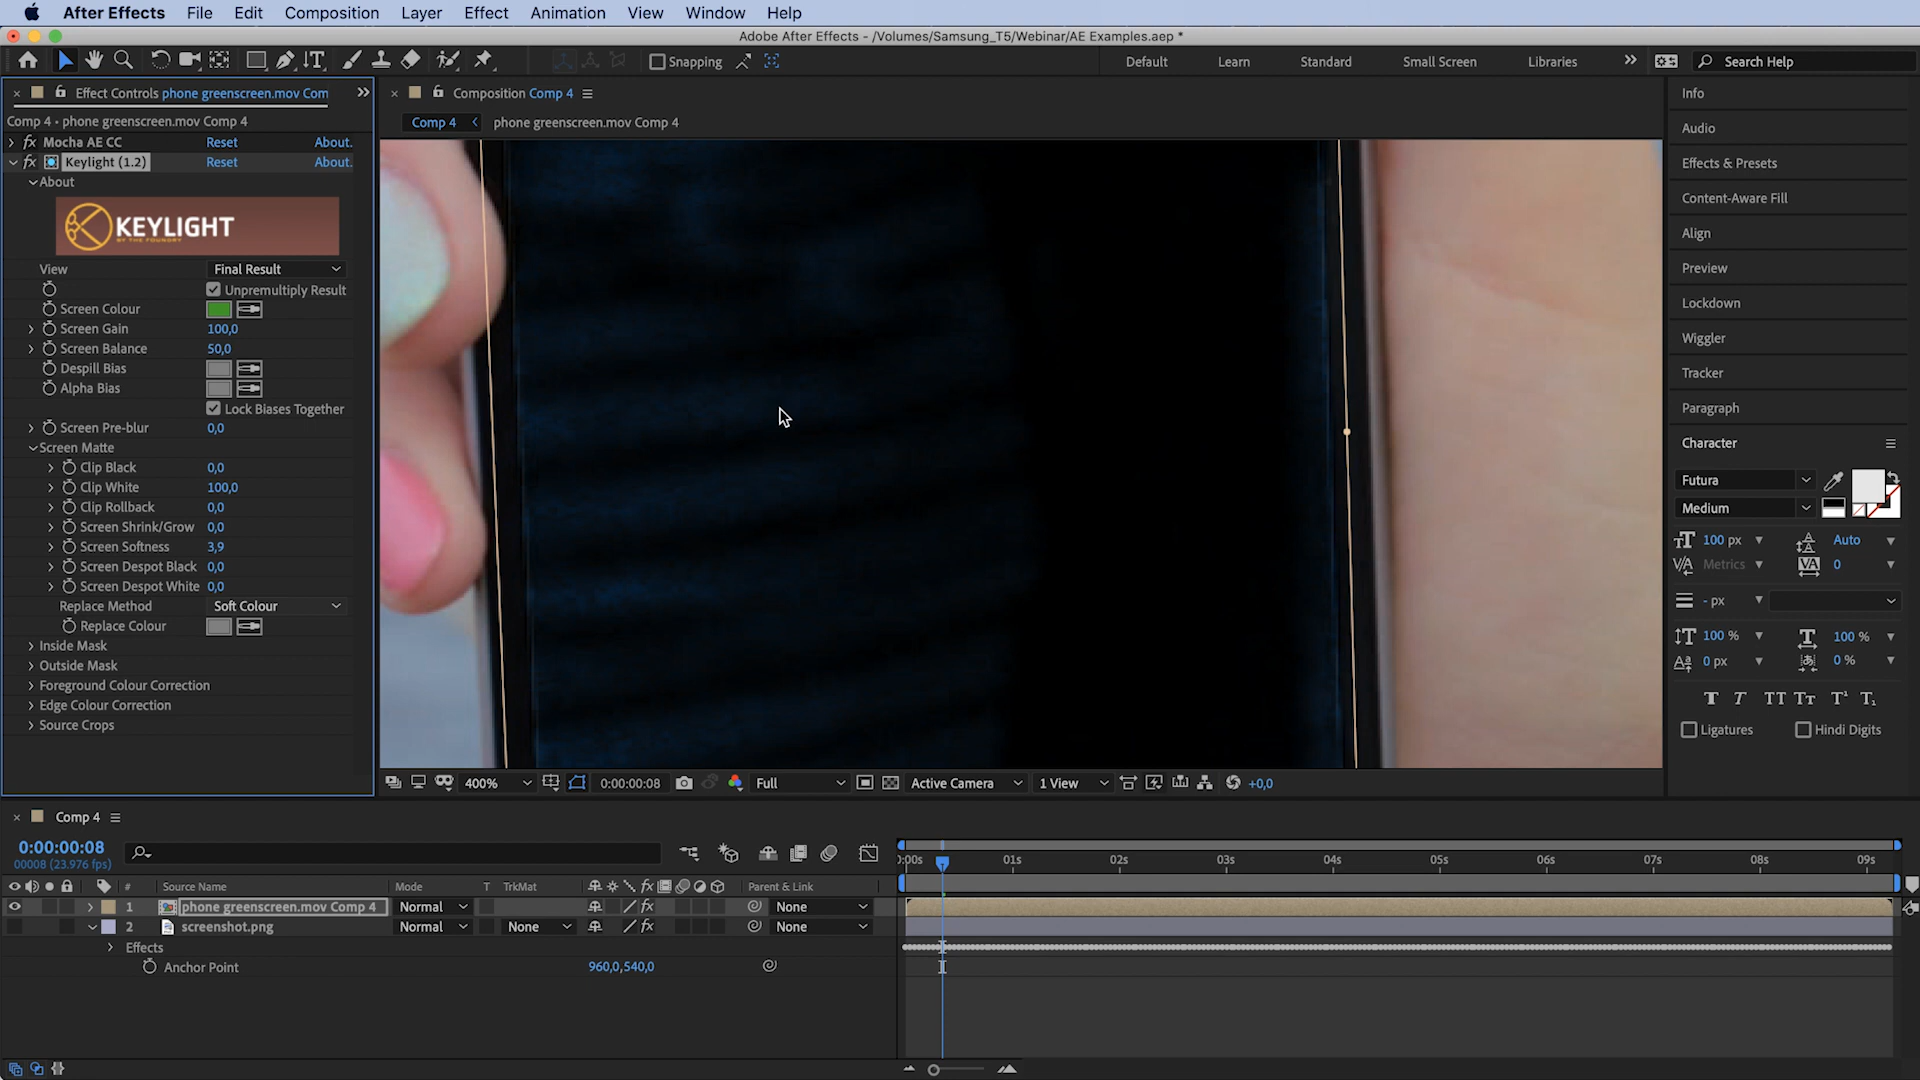 After Effects File Edit Composition Layer Effect Animation View Window Help
Adobe After Effects - /Volumes/Samsung_T5/Webinar/AE Examples.aep *
Snapping Default Learn Standard Small Screen Libraries Search Help
Effect Controls phone greenscreen.mov Com
Comp 4 • phone greenscreen.mov Comp 4
fx Mocha AE CC Reset About.
fx Keylight (1.2) Reset About.
About
KEYLIGHT
BY THE FOUNDRY
View Final Result
Unpremultiply Result
Screen Colour
Screen Gain 100,0
Screen Balance 50,0
Despill Bias
Alpha Bias
Lock Biases Together
Screen Pre-blur 0,0
Screen Matte
Clip Black 0,0
Clip White 100,0
Clip Rollback 0,0
Screen Shrink/Grow 0,0
Screen Softness 3,9
Screen Despot Black 0,0
Screen Despot White 0,0
Replace Method Soft Colour
Replace Colour
Inside Mask
Outside Mask
Foreground Colour Correction
Edge Colour Correction
Source Crops
Composition Comp 4
Comp 4 phone greenscreen.mov Comp 4
400% 0:00:00:08 Full Active Camera 1 View +0,0
Info
Audio
Effects & Presets
Content-Aware Fill
Align
Preview
Lockdown
Wiggler
Tracker
Paragraph
Character
Futura
Medium
100 px Auto
Metrics 0
- px
100 % 100 %
0 px 0 %
T T TT Tт T¹ T₁
Ligatures Hindi Digits
Comp 4
0:00:00:08
00008 (23.976 fps)
# Source Name Mode T TrkMat fx Parent & Link
1 phone greenscreen.mov Comp 4 Normal fx None
2 screenshot.png Normal None fx None
Effects
Anchor Point 960,0,540,0
):00s 01s 02s 03s 04s 05s 06s 07s 08s 09s